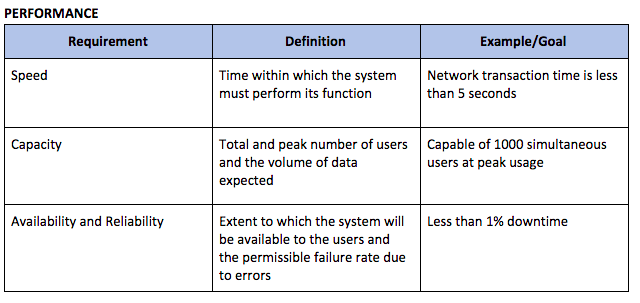 PERFORMANCE
Requirement
Definition
Example/Goal
Speed
Time within which the system
must perform its function
Network transaction time is less
than 5 seconds
Capacity
Total and peak number of users
and the volume of data
expected
Capable of 1000 simultaneous
users at peak usage
Availability and Reliability
Extent to which the system will
be available to the users and
the permissible failure rate due
to errors
Less than 1% downtime